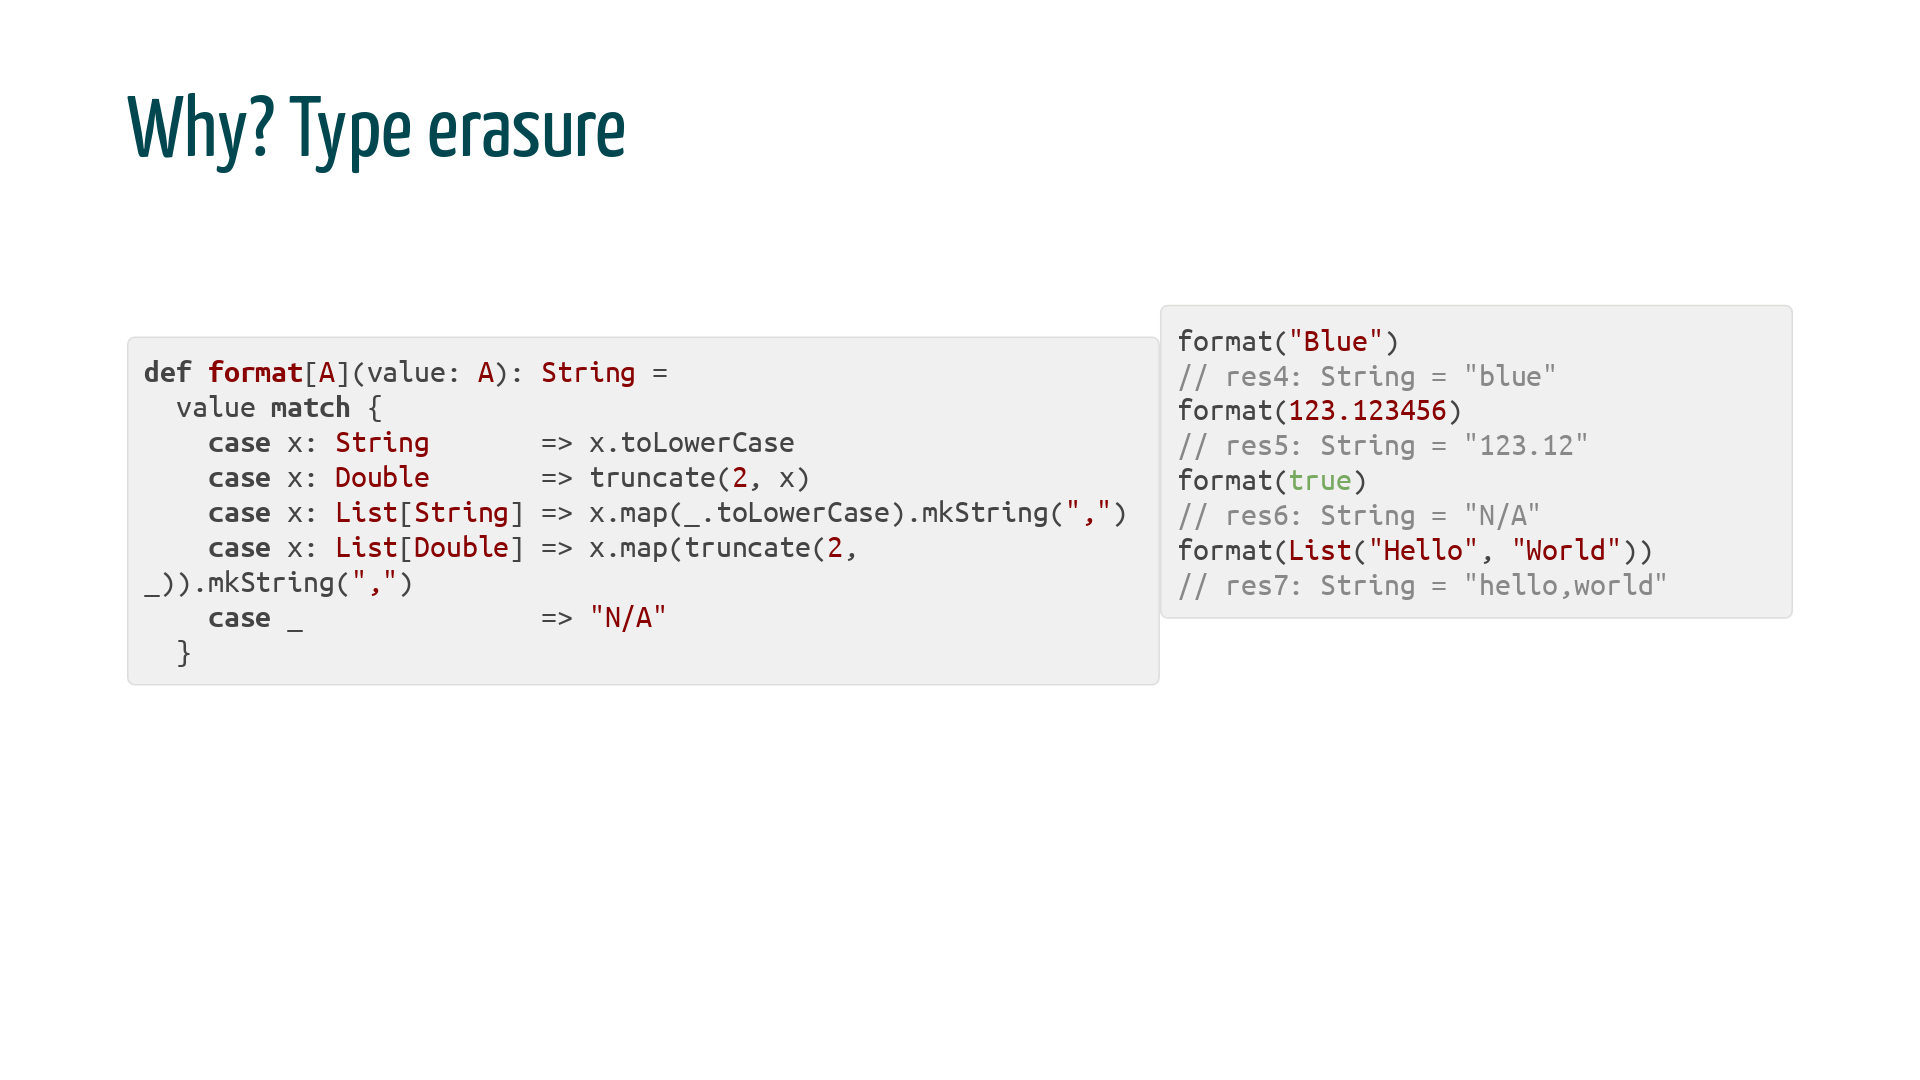 Why? Type erasure
def format[A](value: A): String =
  value match {
    case x: String       => x.toLowerCase
    case x: Double       => truncate(2, x)
    case x: List[String] => x.map(_.toLowerCase).mkString(",")
    case x: List[Double] => x.map(truncate(2,
_)).mkString(",")
    case _               => "N/A"
  }
format("Blue")
// res4: String = "blue"
format(123.123456)
// res5: String = "123.12"
format(true)
// res6: String = "N/A"
format(List("Hello", "World"))
// res7: String = "hello,world"